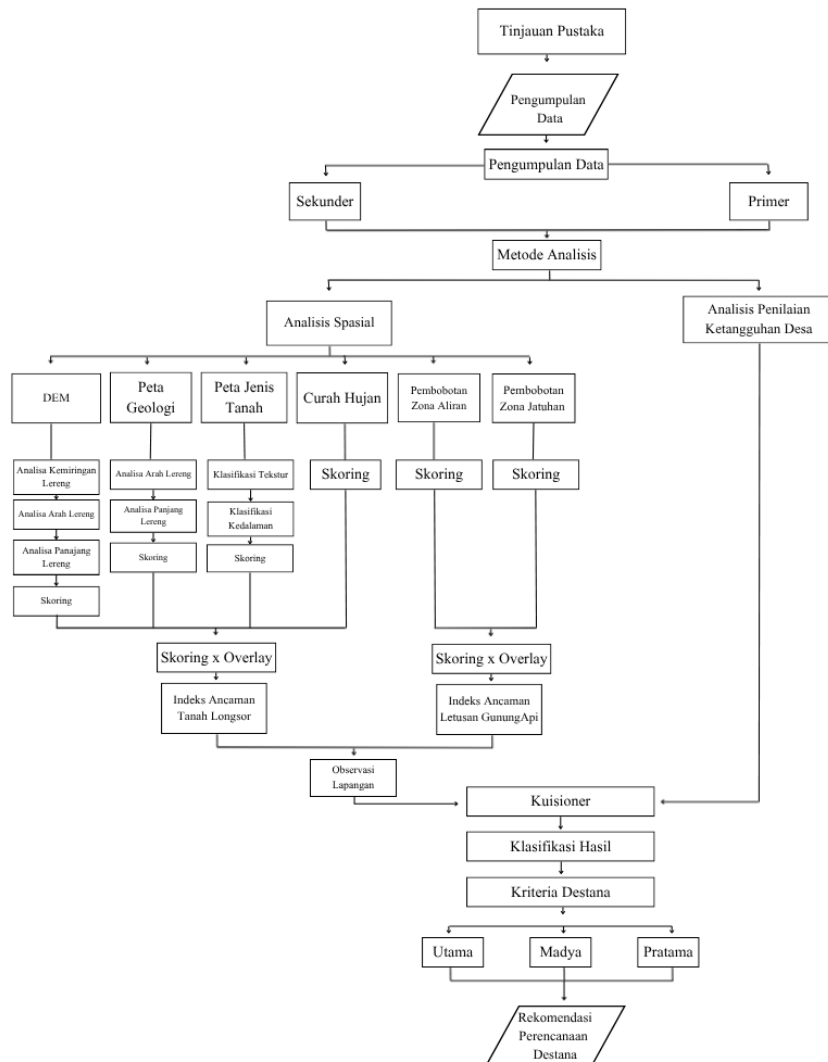 Tinjauan Pustaka
Pengumpulan
Data
Pengumpulan Data
Sekunder
Primer
Metode Analisis
Analisis Spasial
Analisis Penilaian
Ketangguhan Desa
DEM
Peta
Geologi
Peta Jenis
Tanah
Curah Hujan
Pembobotan
Zona Aliran
Pembobotan
Zona Jatuhan
Analisa Kemiringan
Lereng
Analisa Arah Lereng
Klasifikasi Tekstur
Skoring
Skoring
Skoring
Analisa Arah Lereng
Analisa Panjang
Lereng
Klasifikasi
Kedalaman
Analisa Panajang
Lereng
Skoring
Skoring
Skoring
Skoring x Overlay
Skoring x Overlay
Indeks Ancaman
Tanah Longsor
Indeks Ancaman
Letusan GunungApi
Observasi
Lapangan
Kuisioner
Klasifikasi Hasil
Kriteria Destana
Utama
Madya
Pratama
Rekomendasi
Perencanaan
Destana